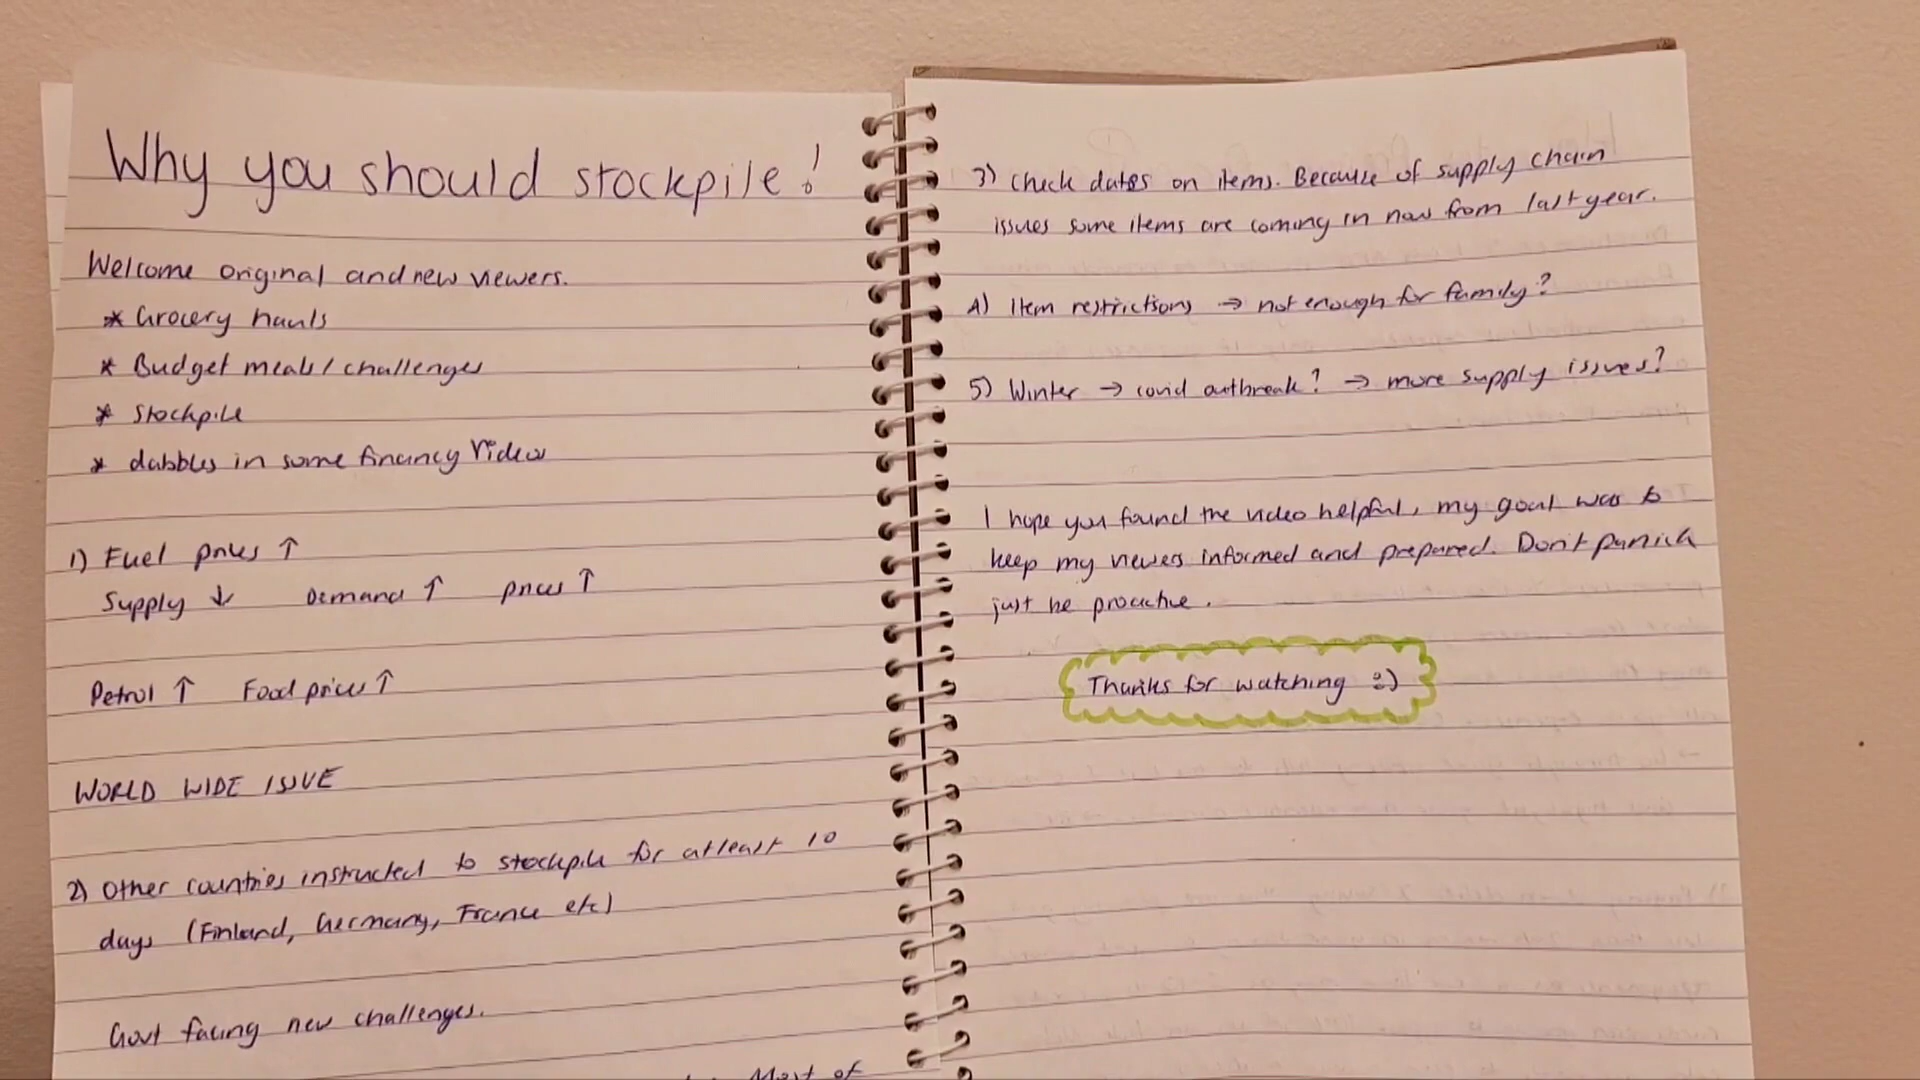 Why you should stockpile!
Welcome original and new viewers.
* Grocery hauls
* Budget meals/challenges
* Stockpile
* dabbles in some financy Videos
1) Fuel prices ↑
Supply ↓ Demand ↑ prices ↑
Petrol ↑ Food prices ↑
WORLD WIDE ISSUE
2) Other countries instructed to stockpile for atleast 10
days (Finland, Germany, France etc)
Govt facing new challenges.
Most of
3) Check dates on items. Because of supply chain
issues some items are coming in now from last year.
4) Item restrictions → not enough for family?
5) Winter → covid outbreak? → more supply issues?
I hope you found the video helpful, my goal was to
keep my viewers informed and prepared. Don't panick
just be proactive.
Thanks for watching :)